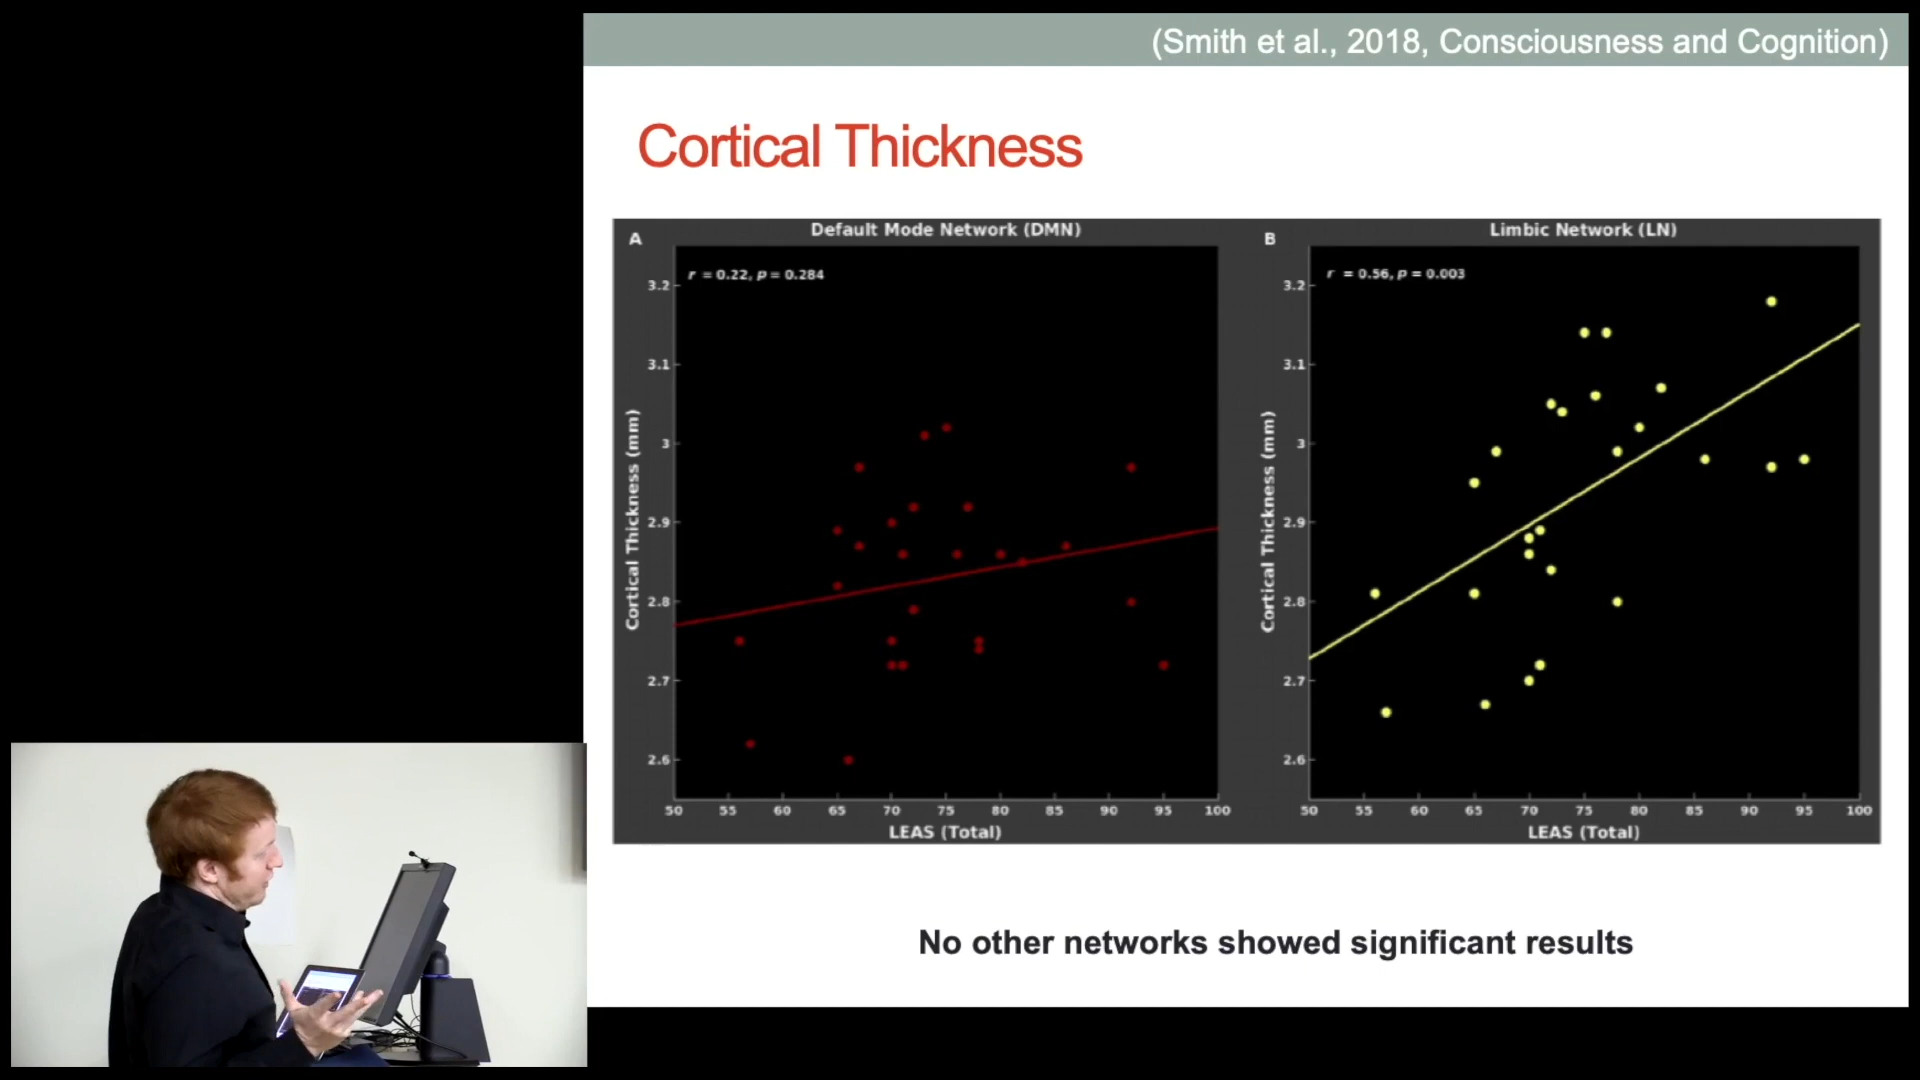 (Smith et al., 2018, Consciousness and Cognition)
Cortical Thickness
A
Default Mode Network (DMN)
r = 0.22, p = 0.284
Cortical Thickness (mm)
3.2
3.1
3
2.9
2.8
2.7
2.6
50 55 60 65 70 75 80 85 90 95 100
LEAS (Total)
B
Limbic Network (LN)
r = 0.56, p = 0.003
Cortical Thickness (mm)
3.2
3.1
3
2.9
2.8
2.7
2.6
50 55 60 65 70 75 80 85 90 95 100
LEAS (Total)
No other networks showed significant results